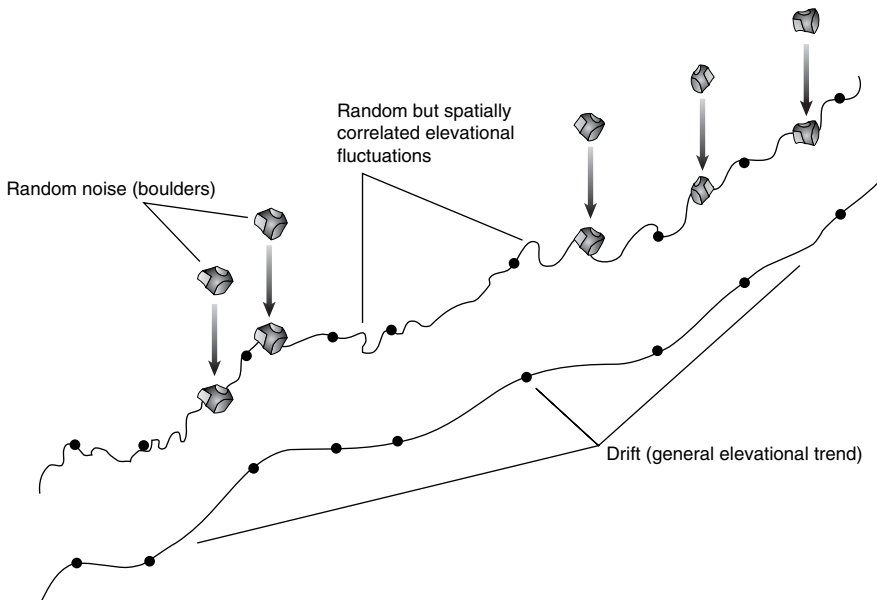 Random but spatially
correlated elevational
fluctuations
Random noise (boulders)
Drift (general elevational trend)